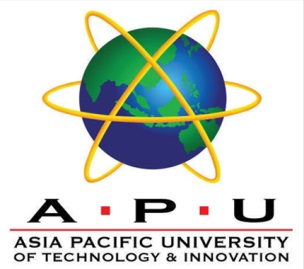 A · P · U
ASIA PACIFIC UNIVERSITY
OF TECHNOLOGY & INNOVATION